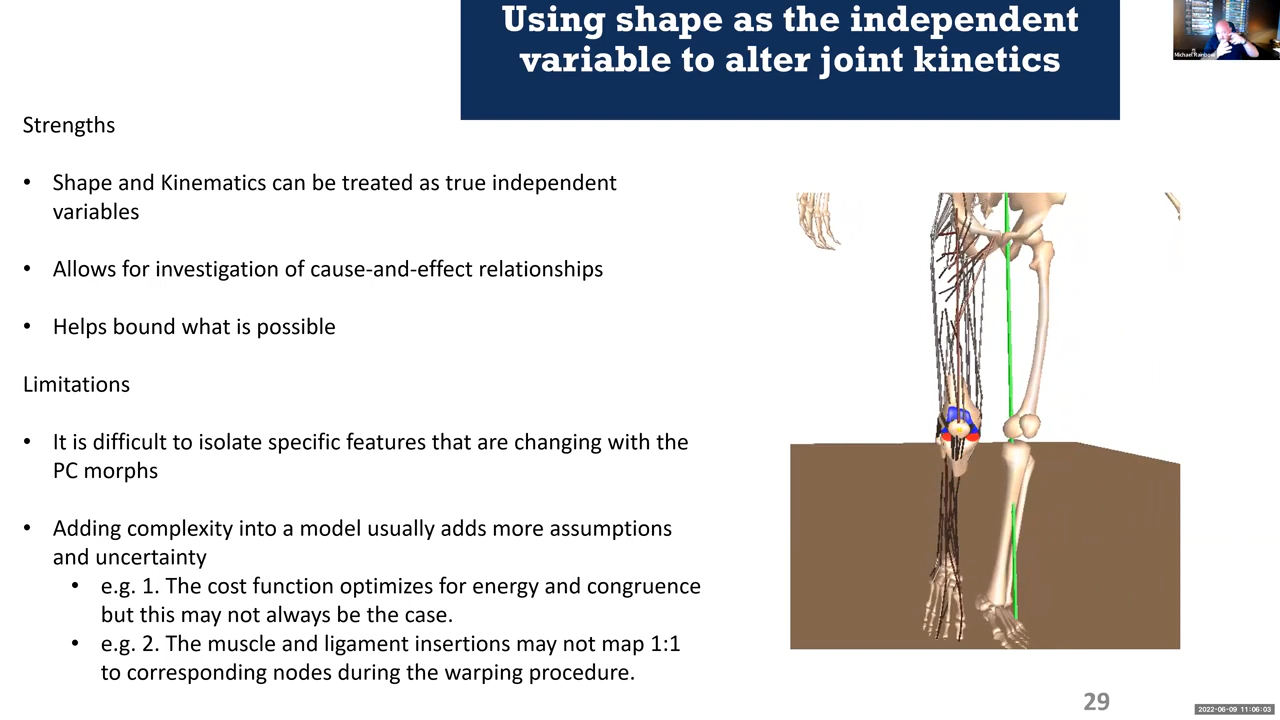 Using shape as the independent
variable to alter joint kinetics
Michael Rainbow
Strengths
• Shape and Kinematics can be treated as true independent
variables
• Allows for investigation of cause-and-effect relationships
• Helps bound what is possible
Limitations
• It is difficult to isolate specific features that are changing with the
PC morphs
• Adding complexity into a model usually adds more assumptions
and uncertainty
• e.g. 1. The cost function optimizes for energy and congruence
but this may not always be the case.
• e.g. 2. The muscle and ligament insertions may not map 1:1
to corresponding nodes during the warping procedure.
29
2022-06-09 11:06:03